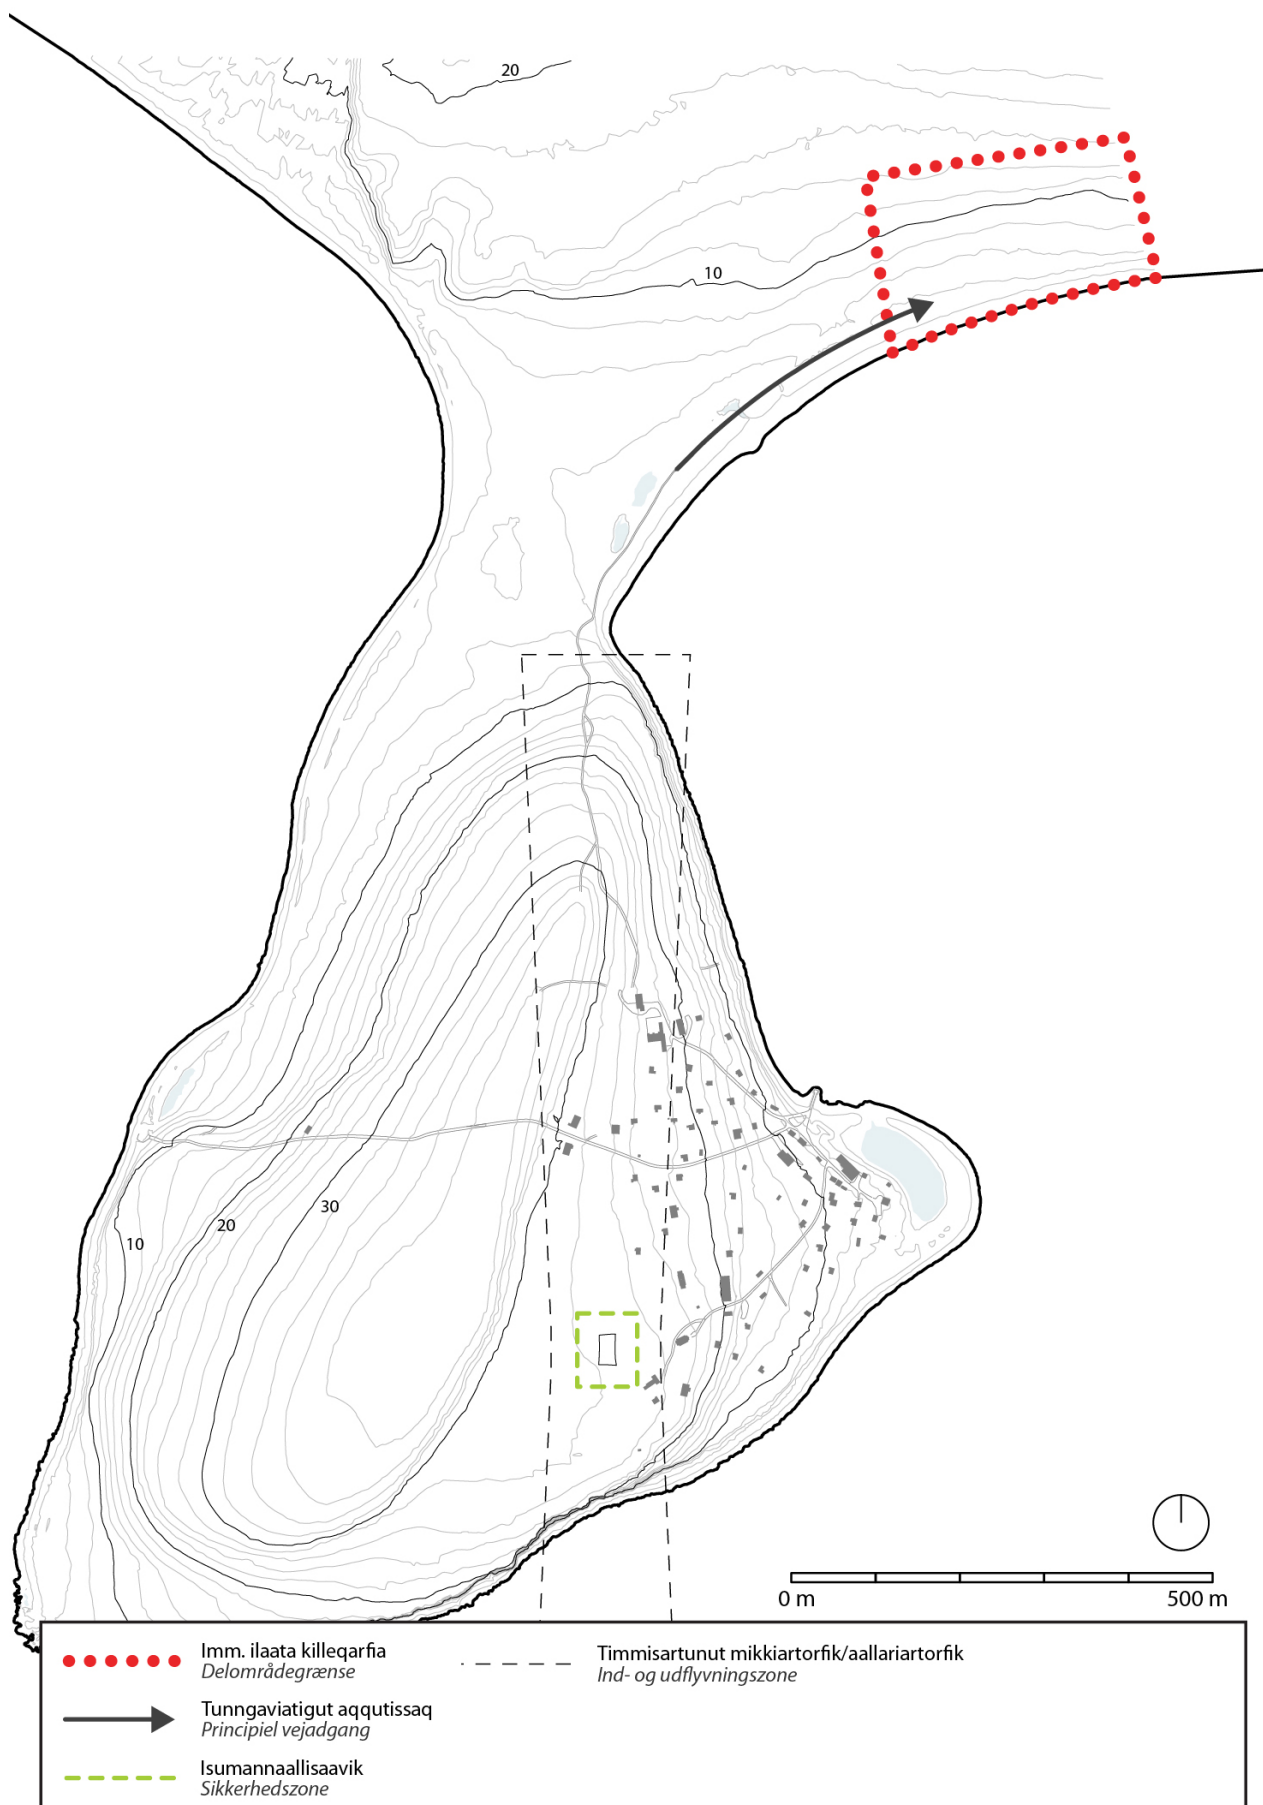 20
10
30
20
10
0 m
500 m
Imm. ilaata killeqarfia
Delområdegrænse
Timmisartunut mikkiartorfik/aallariartorfik
Ind- og udflyvningszone
Tunngaviatigut aqqutissaq
Principiel vejadgang
Isumannaallisaavik
Sikkerhedszone